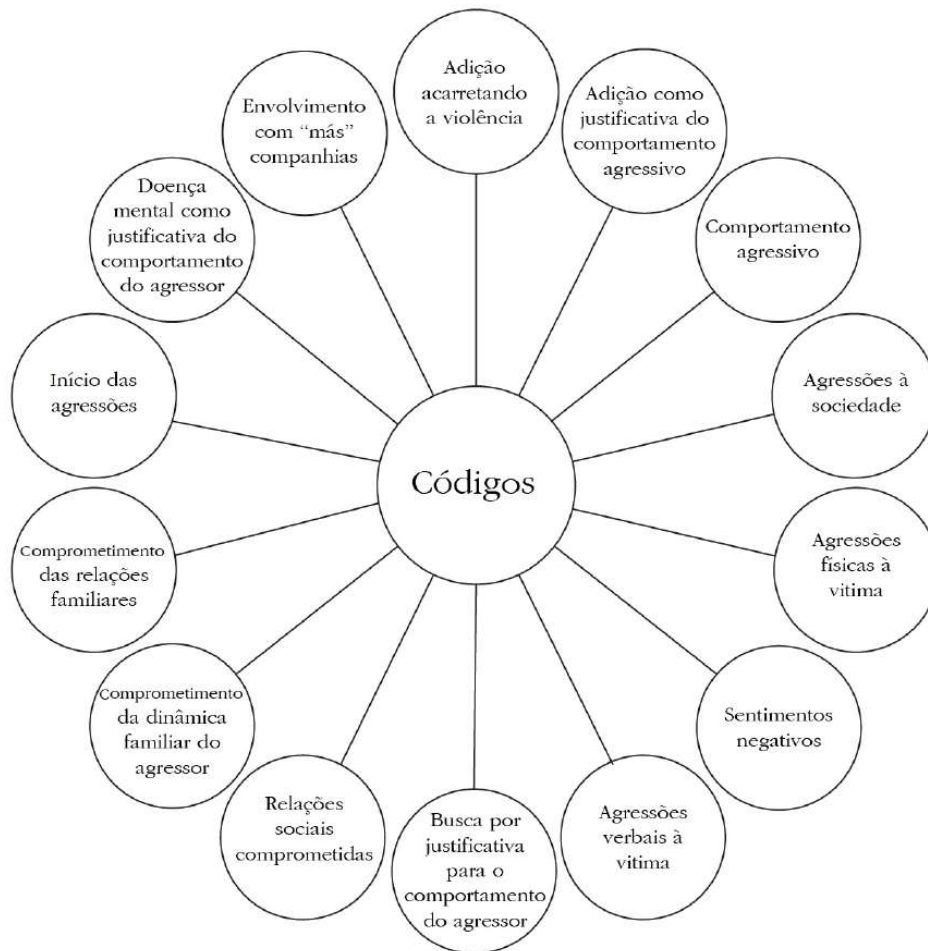 Adição
acarretando
a violência
Adição como
justificativa do
comportamento
agressivo
Comportamento
agressivo
Agressões à
sociedade
Agressões
físicas à
vitima
Sentimentos
negativos
Agressões
verbais à
vitima
Busca por
justificativa
para o
comportamento
do agressor
Relações
sociais
comprometidas
Comprometimento
da dinâmica
familiar do
agressor
Comprometimento
das relações
familiares
Início das
agressões
Doença
mental como
justificativa do
comportamento
do agressor
Envolvimento
com “más”
companhias
Códigos